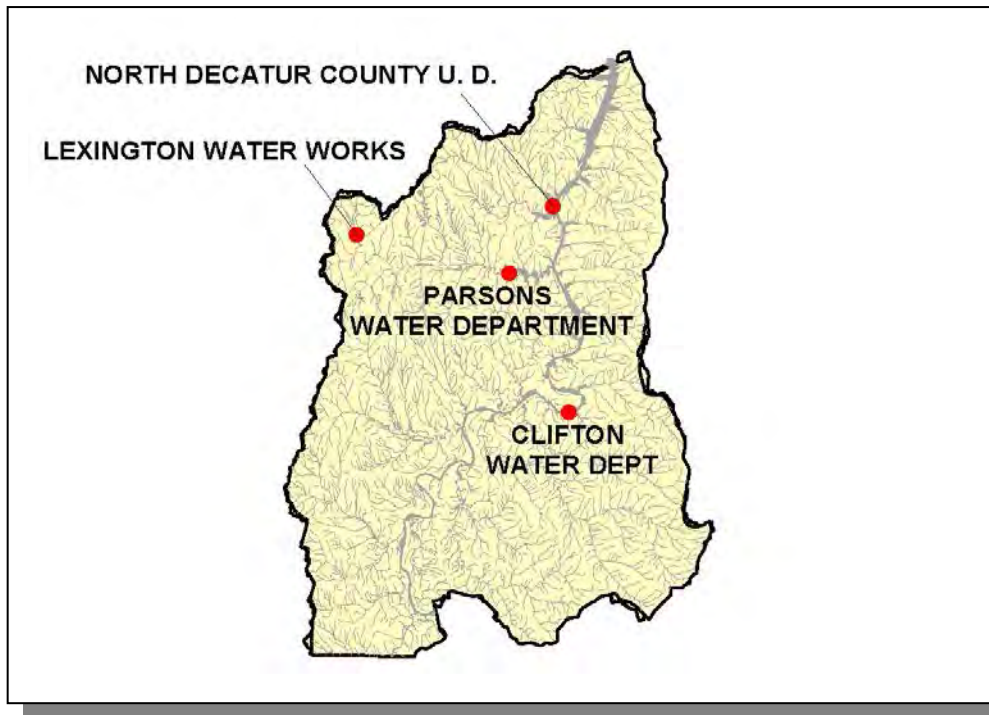 NORTH DECATUR COUNTY U. D.
LEXINGTON WATER WORKS
PARSONS
WATER DEPARTMENT
CLIFTON
WATER DEPT